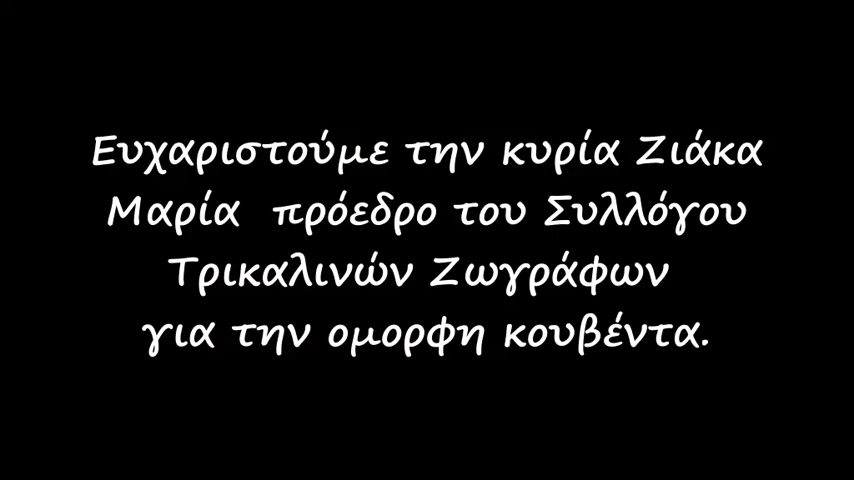 Ευχαριστούμε την κυρία Ζιάκα
Μαρία πρόεδρο του Συλλόγου
Τρικαλινών Ζωγράφων
για την ομορφη κουβέντα.